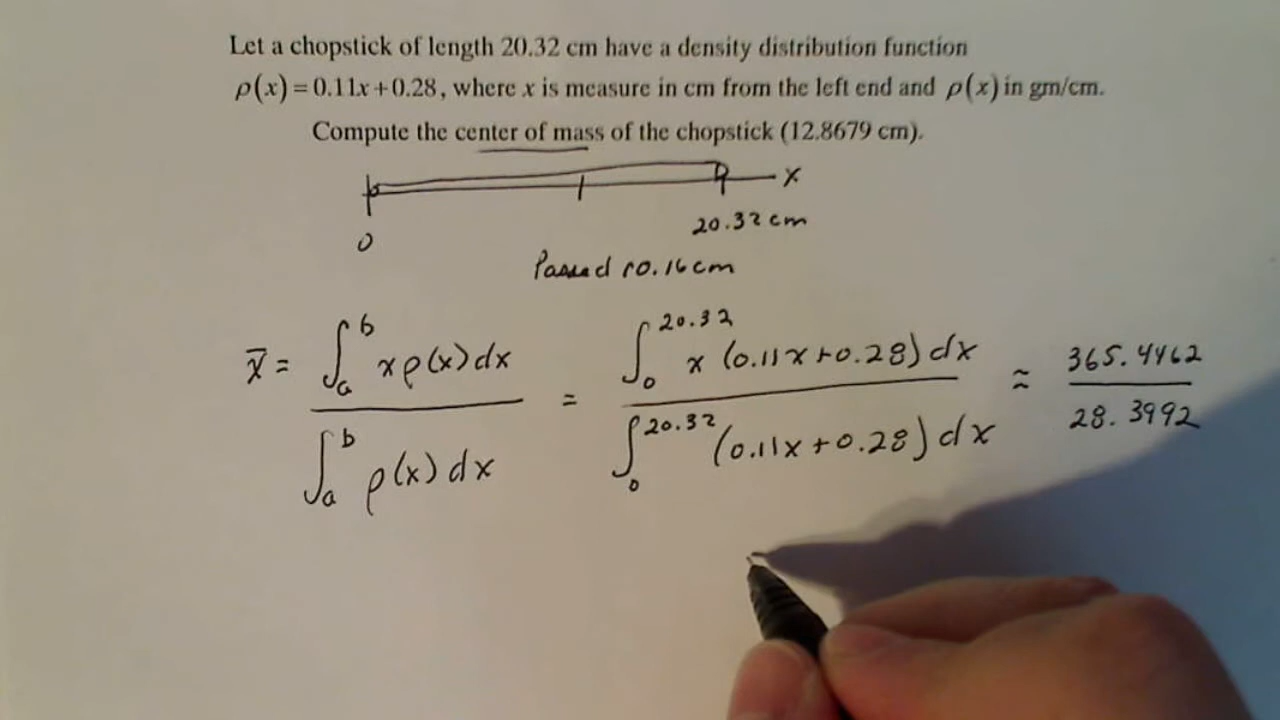 Let a chopstick of length 20.32 cm have a density distribution function
ρ(x) = 0.11x + 0.28, where x is measure in cm from the left end and ρ(x) in gm/cm.
Compute the center of mass of the chopstick (12.8679 cm).
x
0
20.32 cm
Passed 10.16 cm
x̄ = ∫_a^b xρ(x)dx / ∫_a^b ρ(x)dx = ∫_0^20.32 x (0.11x+0.28) dx / ∫_0^20.32 (0.11x+0.28) dx ≈ 365.4462 / 28.3992